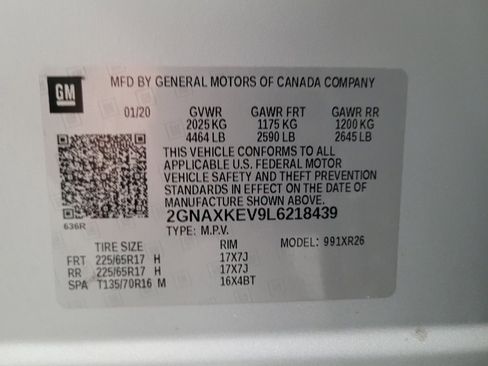 GM
MFD BY GENERAL MOTORS OF CANADA COMPANY
01/20 GVWR GAWR FRT GAWR RR
2025 KG 1175 KG 1200 KG
4464 LB 2590 LB 2645 LB
THIS VEHICLE CONFORMS TO ALL
APPLICABLE U.S. FEDERAL MOTOR
VEHICLE SAFETY AND THEFT PREVENTION
STANDARDS IN EFFECT ON THE DATE OF
MANUFACTURE SHOWN ABOVE.
636R
2GNAXKEV9L6218439
TYPE: M.P.V.
TIRE SIZE RIM MODEL: 991XR26
FRT 225/65R17 H 17X7J
RR 225/65R17 H 17X7J
SPA T135/70R16 M 16X4BT